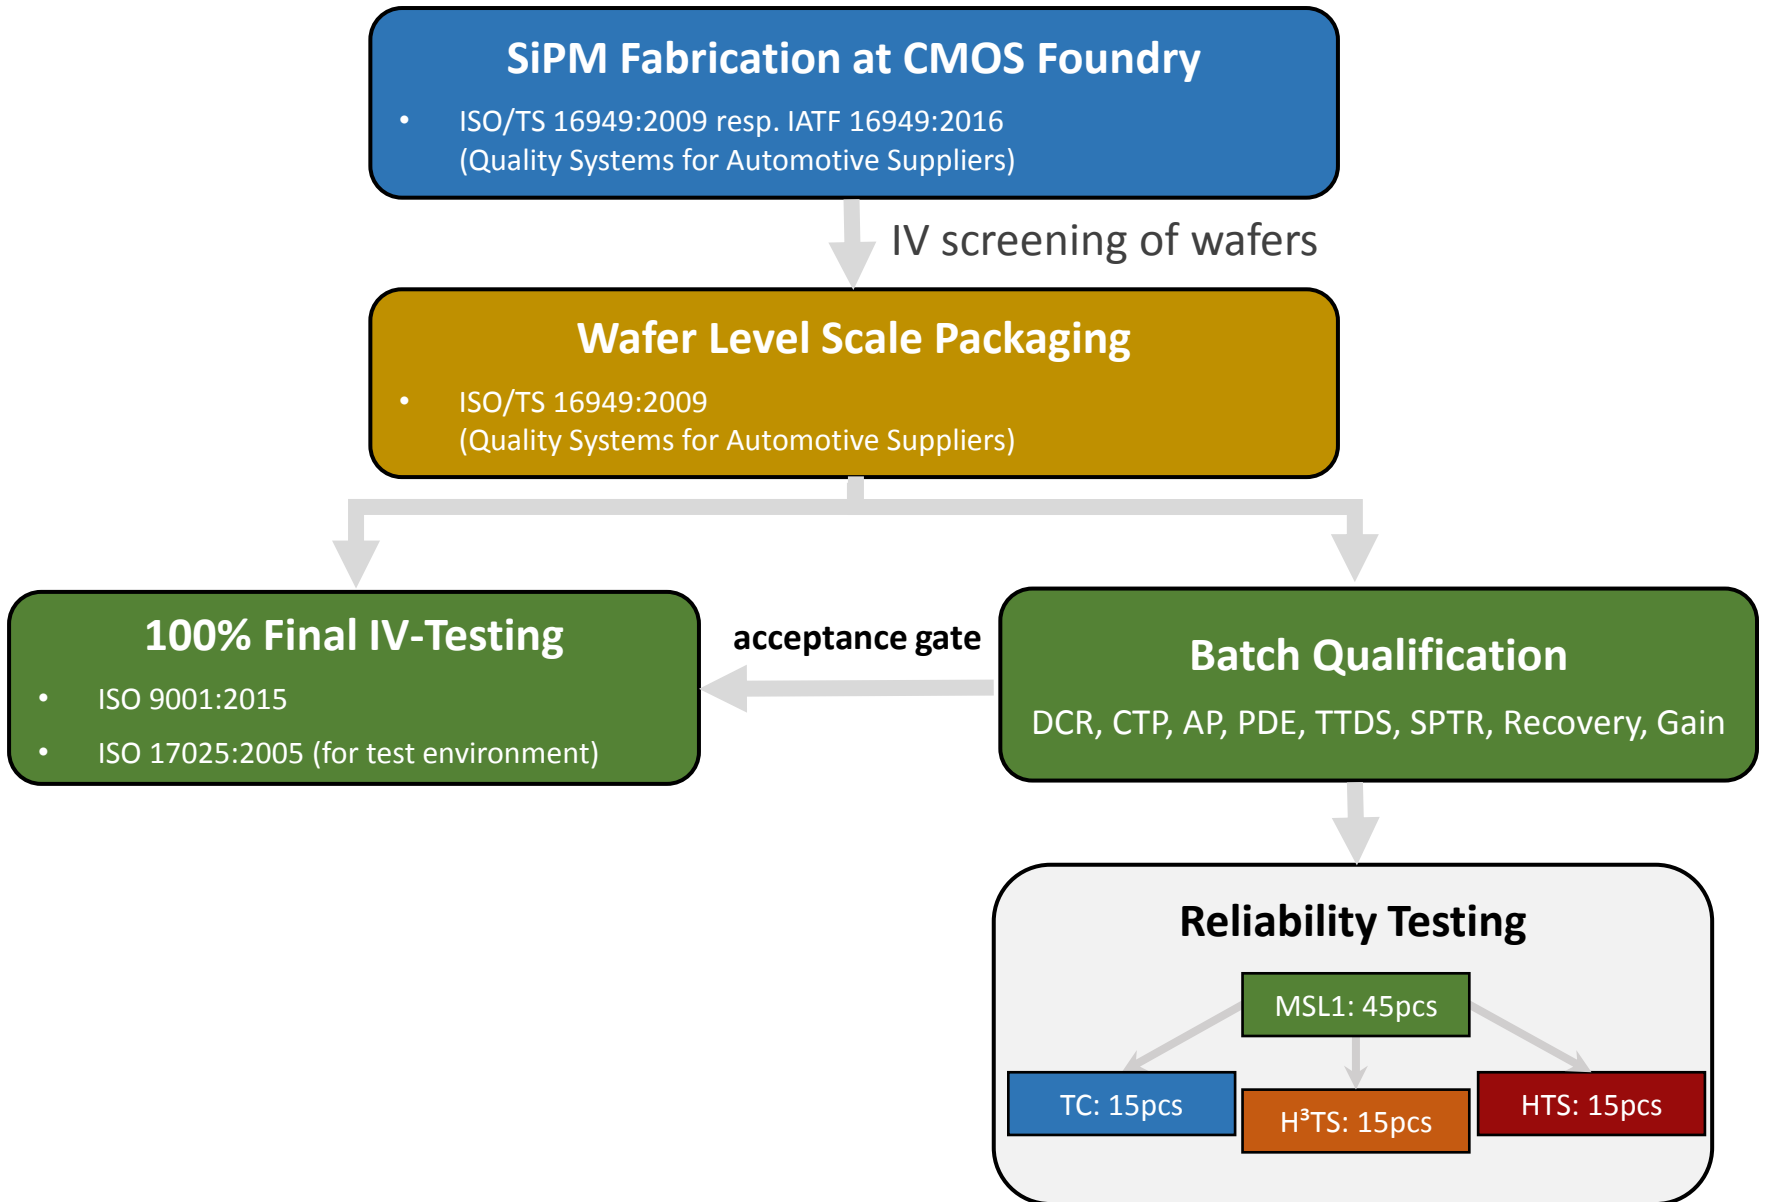 SiPM Fabrication at CMOS Foundry
• ISO/TS 16949:2009 resp. IATF 16949:2016
(Quality Systems for Automotive Suppliers)
IV screening of wafers
Wafer Level Scale Packaging
• ISO/TS 16949:2009
(Quality Systems for Automotive Suppliers)
100% Final IV-Testing
• ISO 9001:2015
• ISO 17025:2005 (for test environment)
acceptance gate
Batch Qualification
DCR, CTP, AP, PDE, TTDS, SPTR, Recovery, Gain
Reliability Testing
MSL1: 45pcs
TC: 15pcs
H³TS: 15pcs
HTS: 15pcs